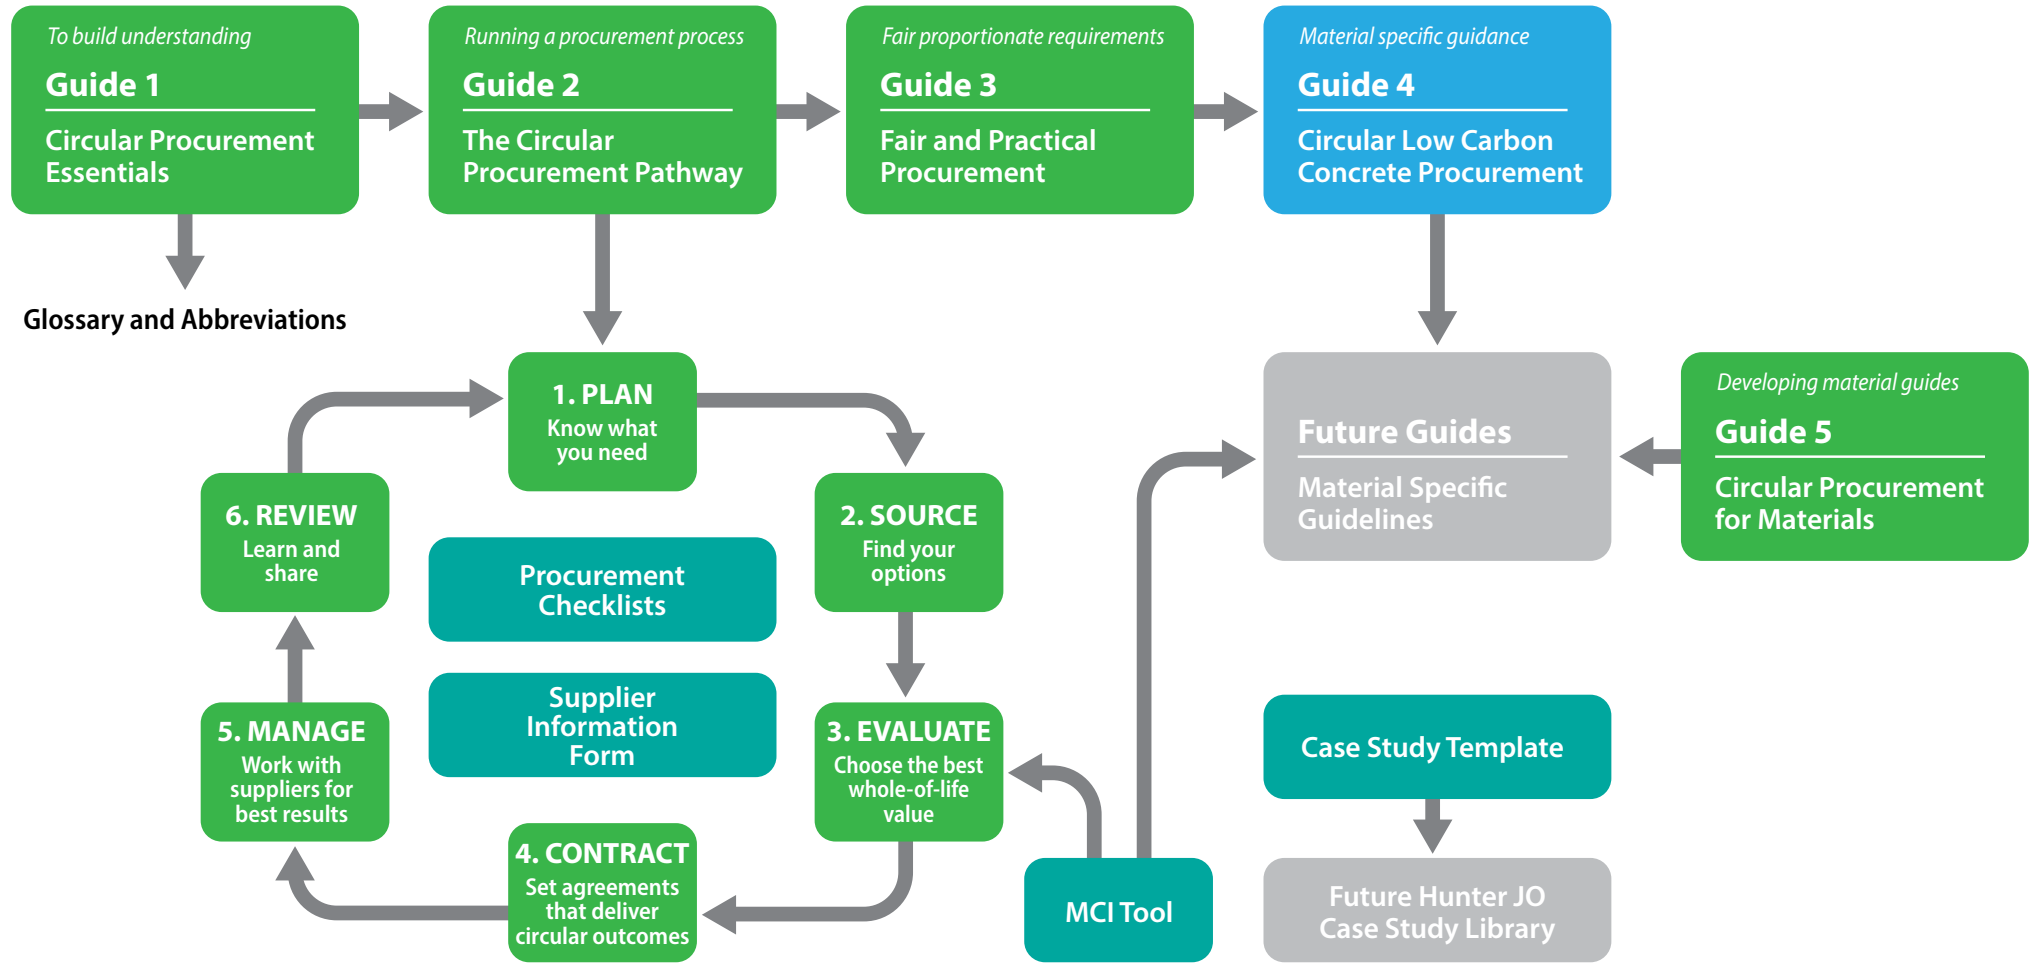 To build understanding
Guide 1
Circular Procurement
Essentials
Running a procurement process
Guide 2
The Circular
Procurement Pathway
Fair proportionate requirements
Guide 3
Fair and Practical
Procurement
Material specific guidance
Guide 4
Circular Low Carbon
Concrete Procurement
Glossary and Abbreviations
1. PLAN
Know what
you need
2. SOURCE
Find your
options
3. EVALUATE
Choose the best
whole-of-life
value
4. CONTRACT
Set agreements
that deliver
circular outcomes
5. MANAGE
Work with
suppliers for
best results
6. REVIEW
Learn and
share
Procurement
Checklists
Supplier
Information
Form
MCI Tool
Future Guides
Material Specific
Guidelines
Developing material guides
Guide 5
Circular Procurement
for Materials
Case Study Template
Future Hunter JO
Case Study Library